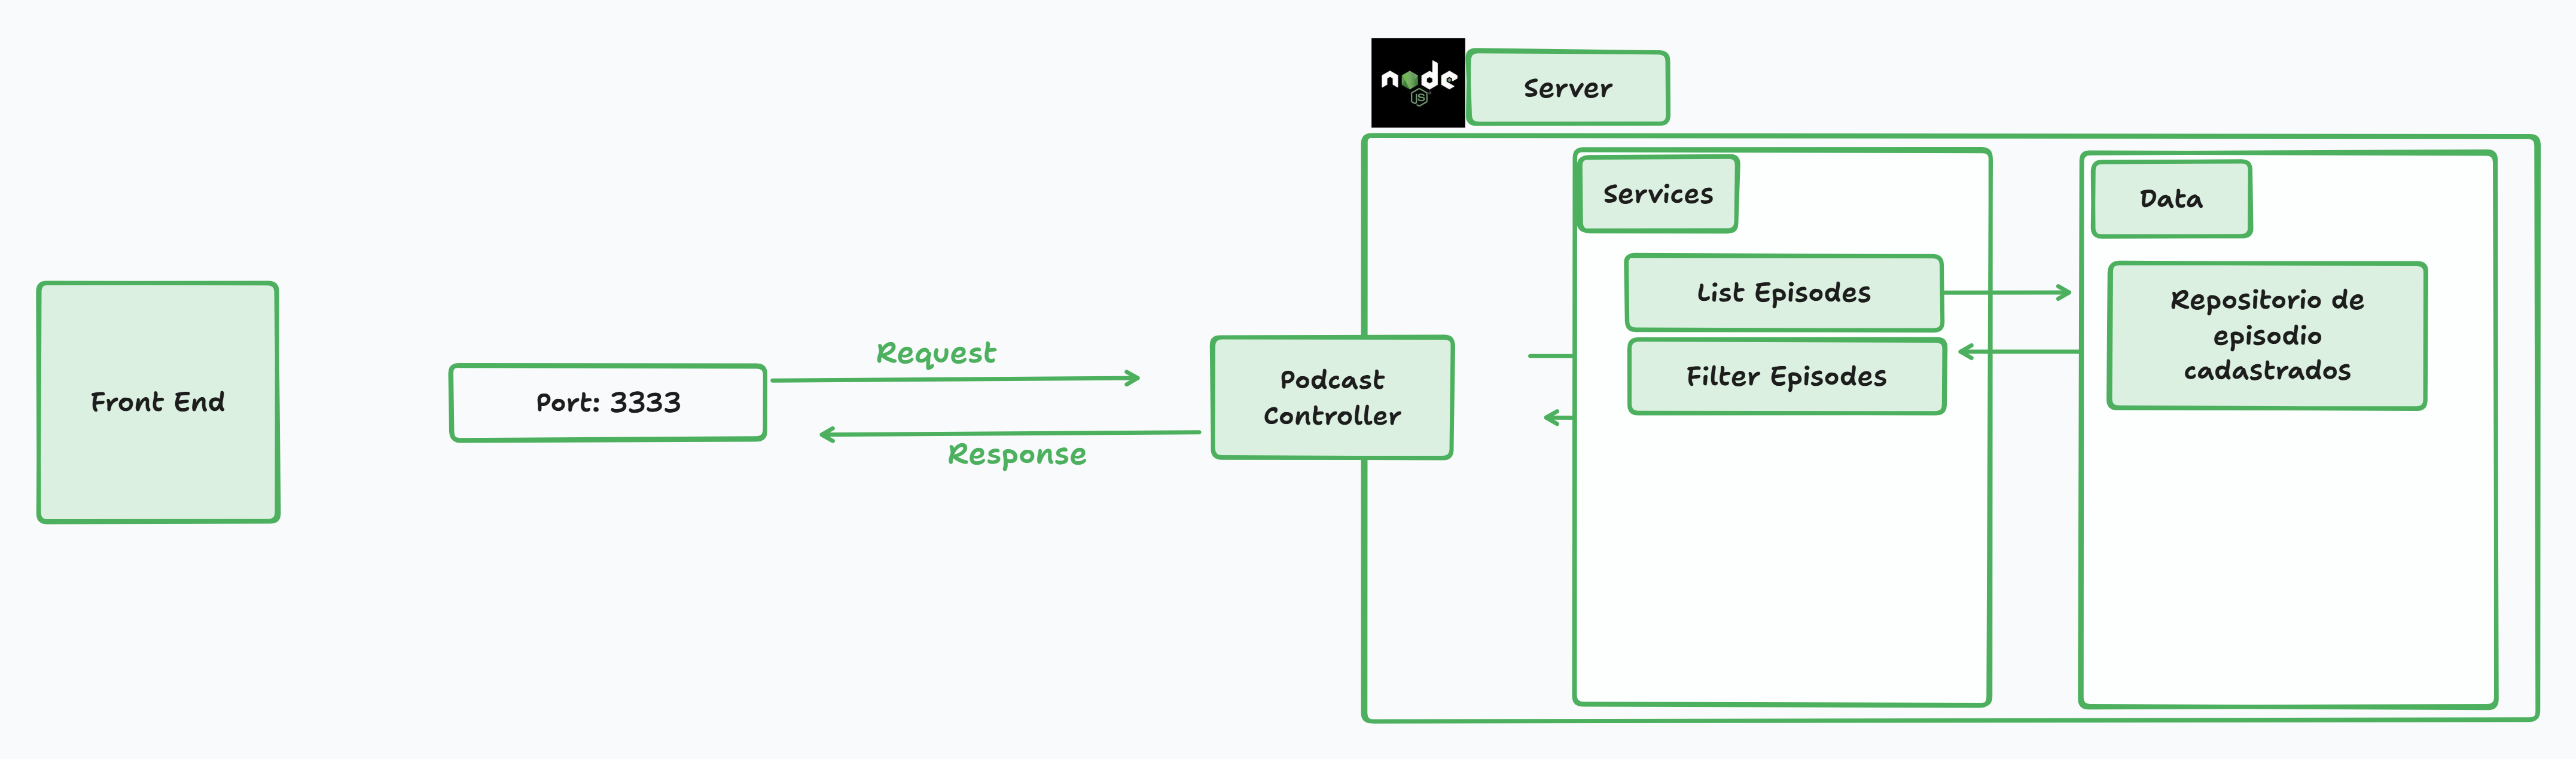 node
JS
Server
Services
Data
List Episodes
Repositorio de
episodio
cadastrados
Filter Episodes
Front End
Port: 3333
Request
Response
Podcast
Controller